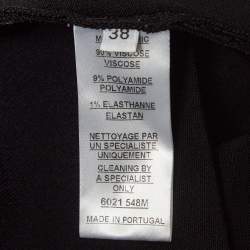 38
90% VISCOSE
VISCOSE
9% POLYAMIDE
POLYAMIDE
1% ELASTHANNE
ELASTAN
NETTOYAGE PAR
UN SPECIALISTE
UNIQUEMENT
CLEANING BY
A SPECIALIST
ONLY
6021 548M
MADE IN PORTUGAL